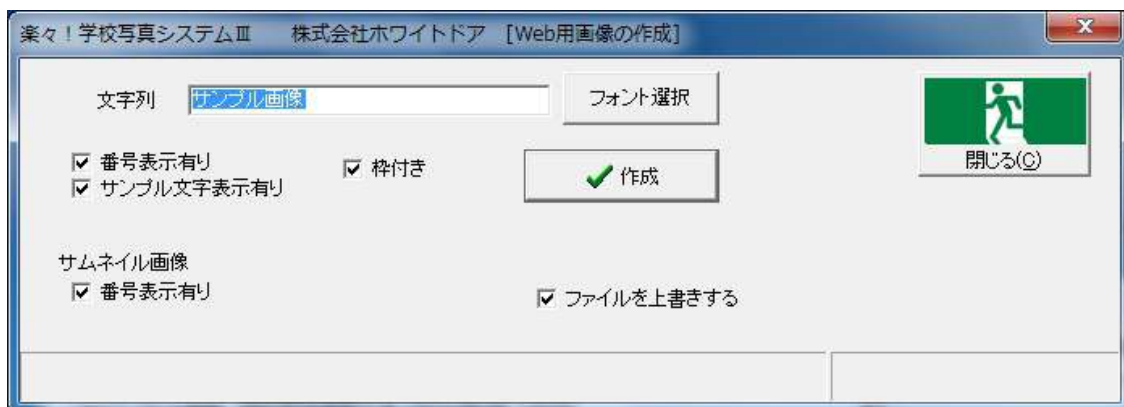 楽々！学校写真システムⅢ　　株式会社ホワイトドア　[Web用画像の作成]
文字列　サンプル画像　フォント選択
閉じる(C)
番号表示有り　枠付き
サンプル文字表示有り
作成
サムネイル画像
番号表示有り　ファイルを上書きする